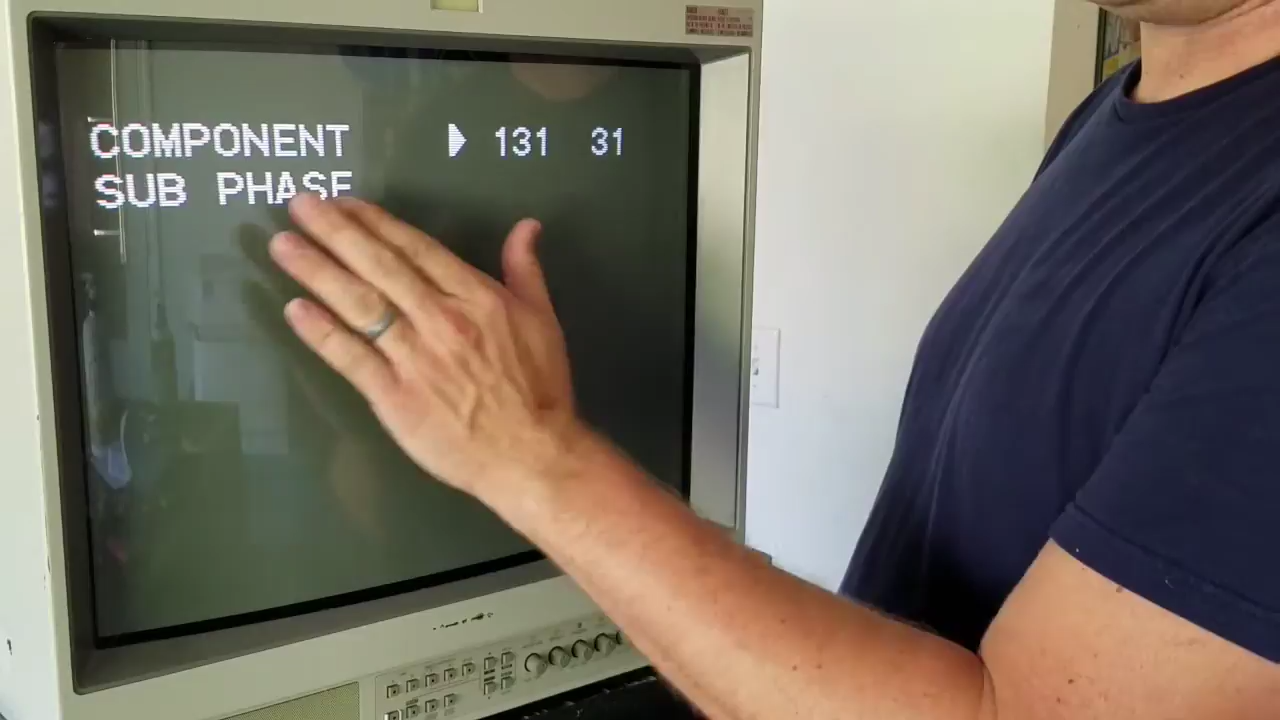 COMPONENT ▶ 131 31
SUB PHASE